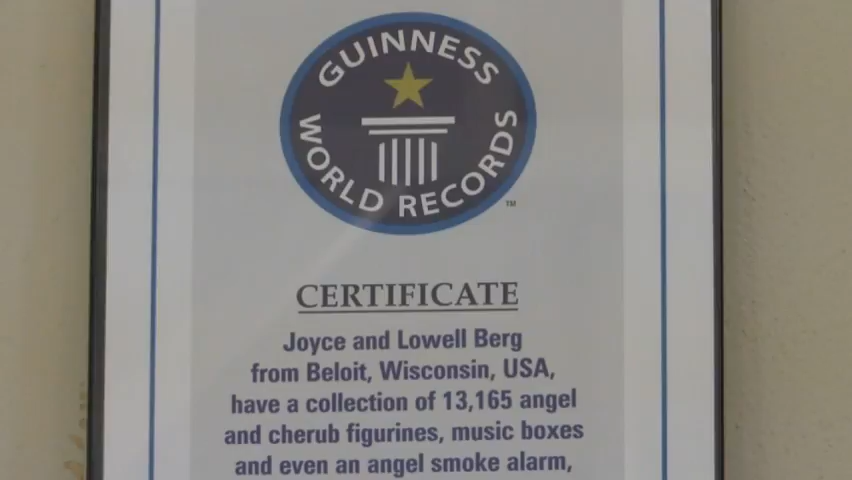 GUINNESS
WORLD RECORDS
TM
CERTIFICATE
Joyce and Lowell Berg
from Beloit, Wisconsin, USA,
have a collection of 13,165 angel
and cherub figurines, music boxes
and even an angel smoke alarm,